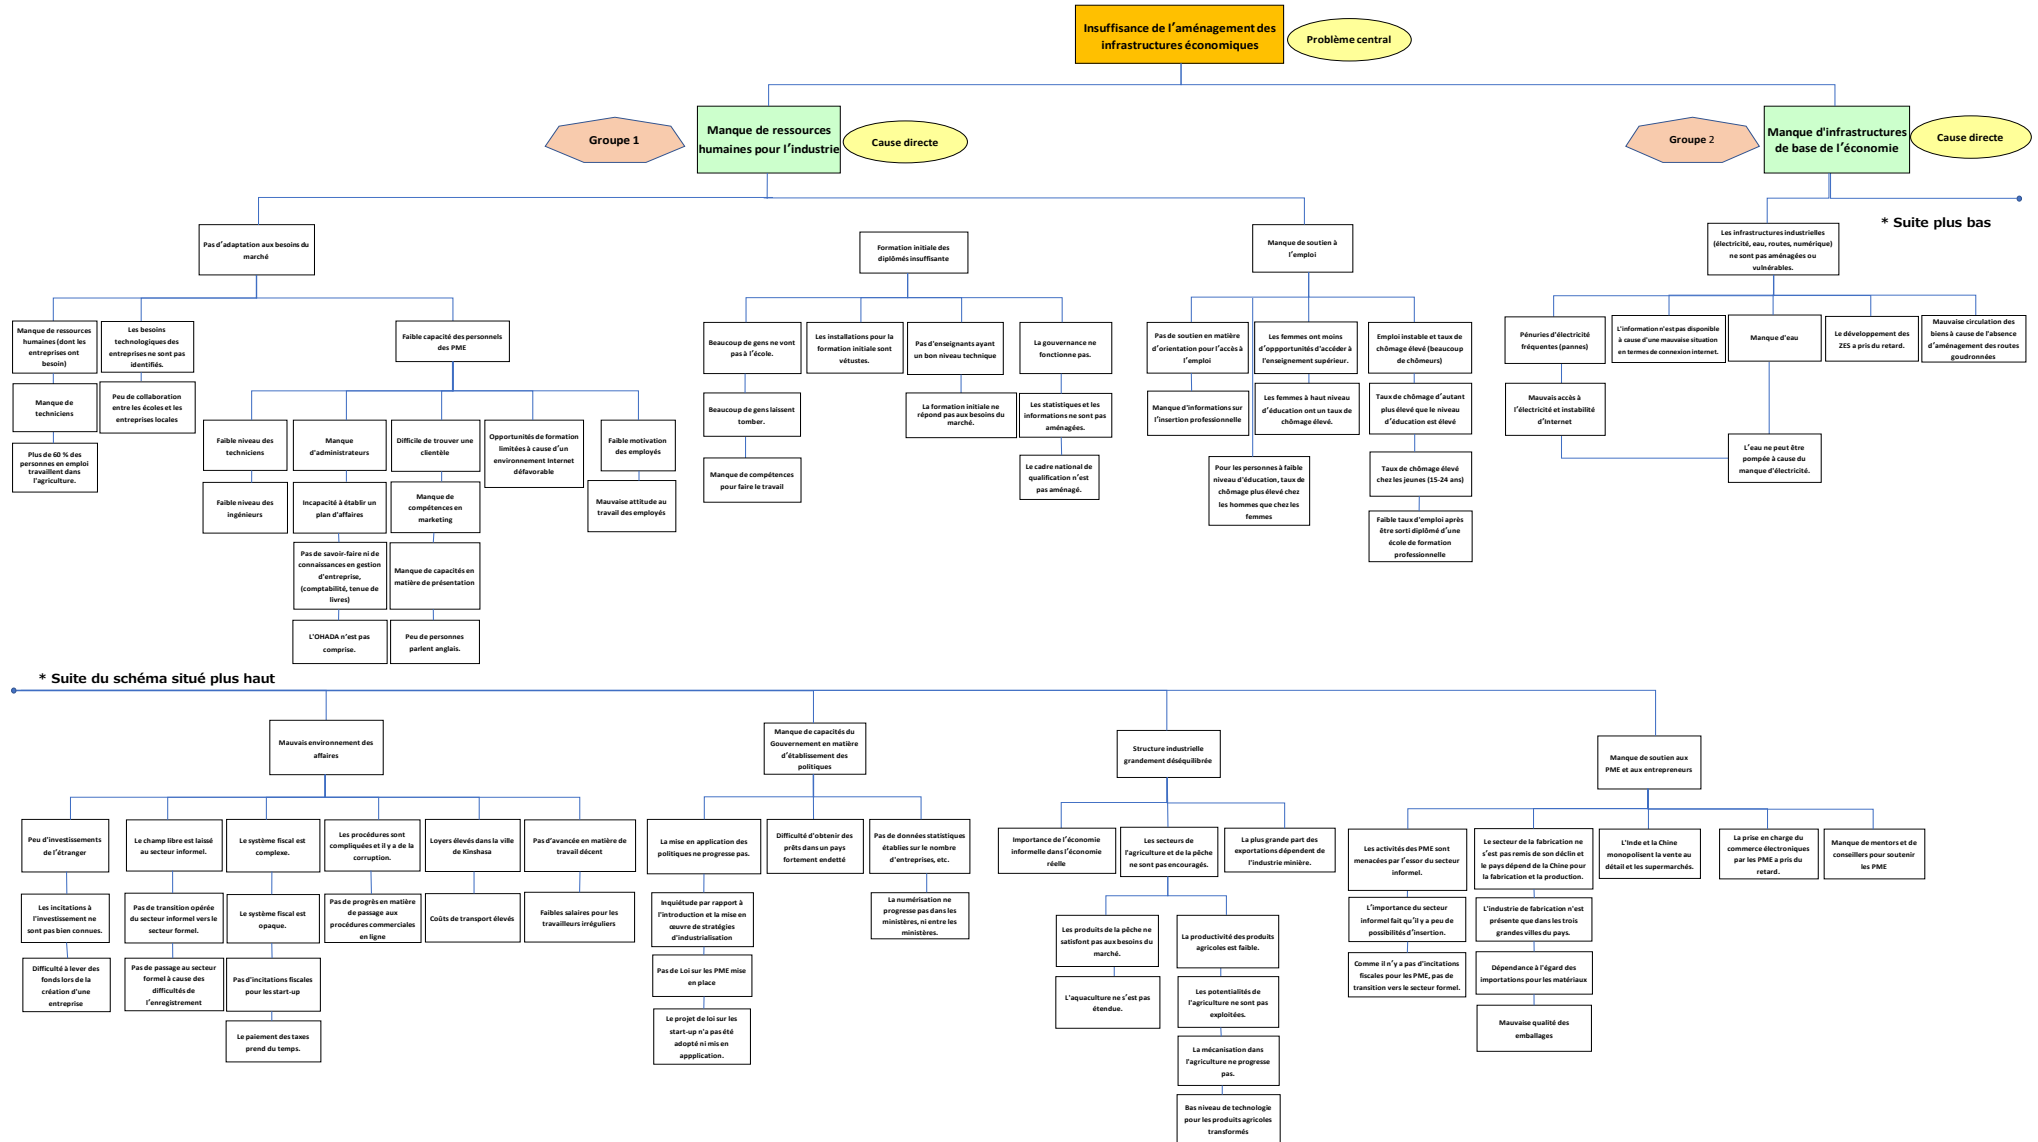 Insuffisance de l'aménagement des
infrastructures économiques
Problème central
Groupe 1
Manque de ressources
humaines pour l'industrie
Cause directe
Groupe 2
Manque d'infrastructures
de base de l'économie
Cause directe
* Suite plus bas
Pas d'adaptation aux besoins du
marché
Formation initiale des
diplômés insuffisante
Manque de soutien à
l'emploi
Les infrastructures industrielles
(électricité, eau, routes, numérique)
ne sont pas aménagées ou
vulnérables.
Manque de ressources
humaines (dont les
entreprises ont
besoin)
Les besoins
technologiques des
entreprises ne sont pas
identifiés.
Faible capacité des personnels
des PME
Beaucoup de gens ne vont
pas à l'école.
Les installations pour la
formation initiale sont
vétustes.
Pas d'enseignants ayant
un bon niveau technique
La gouvernance ne
fonctionne pas.
Pas de soutien en matière
d'orientation pour l'accès à
l'emploi
Les femmes ont moins
d'oppportunités d'accéder à
l'enseignement supérieur.
Emploi instable et taux de
chômage élevé (beaucoup
de chômeurs)
Pénuries d'électricité
fréquentes (pannes)
L'information n'est pas disponible
à cause d'une mauvaise situation
en termes de connexion internet.
Manque d'eau
Le développement des
ZES a pris du retard.
Mauvaise circulation des
biens à cause de l'absence
d'aménagement des routes
goudronnées
Manque de
techniciens
Peu de collaboration
entre les écoles et les
entreprises locales
Plus de 60 % des
personnes en emploi
travaillent dans
l'agriculture.
Faible niveau des
techniciens
Manque
d'administrateurs
Difficile de trouver une
clientèle
Opportunités de formation
limitées à cause d'un
environnement Internet
défavorable
Faible motivation
des employés
Faible niveau des
ingénieurs
Incapacité à établir un
plan d'affaires
Manque de
compétences en
marketing
Mauvaise attitude au
travail des employés
Pas de savoir-faire ni de
connaissances en gestion
d'entreprise,
(comptabilité, tenue de
livres)
Manque de capacités en
matière de présentation
L'OHADA n'est pas
comprise.
Peu de personnes
parlent anglais.
Beaucoup de gens laissent
tomber.
La formation initiale ne
répond pas aux besoins du
marché.
Les statistiques et les
informations ne sont pas
aménagées.
Manque de compétences
pour faire le travail
Le cadre national de
qualification n'est
pas aménagé.
Manque d'informations sur
l'insertion professionnelle
Les femmes à haut niveau
d'éducation ont un taux de
chômage élevé.
Taux de chômage d'autant
plus élevé que le niveau
d'éducation est élevé
Pour les personnes à faible
niveau d'éducation, taux de
chômage plus élevé chez
les hommes que chez les
femmes
Taux de chômage élevé
chez les jeunes (15-24 ans)
Faible taux d'emploi après
être sorti diplômé d'une
école de formation
professionnelle
Mauvais accès à
l'électricité et instabilité
d'Internet
L'eau ne peut être
pompée à cause du
manque d'électricité.
* Suite du schéma situé plus haut
Mauvais environnement des
affaires
Manque de capacités du
Gouvernement en matière
d'établissement des
politiques
Structure industrielle
grandement déséquilibrée
Manque de soutien aux
PME et aux entrepreneurs
Peu d'investissements
de l'étranger
Le champ libre est laissé
au secteur informel.
Le système fiscal est
complexe.
Les procédures sont
compliquées et il y a de la
corruption.
Loyers élevés dans la ville
de Kinshasa
Pas d'avancée en matière de
travail décent
La mise en application des
politiques ne progresse pas.
Difficulté d'obtenir des
prêts dans un pays
fortement endetté
Pas de données statistiques
établies sur le nombre
d'entreprises, etc.
Importance de l'économie
informelle dans l'économie
réelle
Les secteurs de
l'agriculture et de la pêche
ne sont pas encouragés.
La plus grande part des
exportations dépendent de
l'industrie minière.
Les activités des PME sont
menacées par l'essor du secteur
informel.
Le secteur de la fabrication ne
s'est pas remis de son déclin et
le pays dépend de la Chine pour
la fabrication et la production.
L'Inde et la Chine
monopolisent la vente au
détail et les supermarchés.
La prise en charge du
commerce électroniques
par les PME a pris du
retard.
Manque de mentors et de
conseillers pour soutenir
les PME
Les incitations à
l'investissement ne
sont pas bien connues.
Pas de transition opérée
du secteur informel vers le
secteur formel.
Le système fiscal est
opaque.
Pas de progrès en matière
de passage aux
procédures commerciales
en ligne
Coûts de transport élevés
Faibles salaires pour les
travailleurs irréguliers
Inquiétude par rapport à
l'introduction et la mise en
œuvre de stratégies
d'industrialisation
La numérisation ne
progresse pas dans les
ministères, ni entre les
ministères.
Les produits de la pêche ne
satisfont pas aux besoins du
marché.
La productivité des produits
agricoles est faible.
L'importance du secteur
informel fait qu'il y a peu de
possibilités d'insertion.
L'industrie de fabrication n'est
présente que dans les trois
grandes villes du pays.
Difficulté à lever des
fonds lors de la
création d'une
entreprise
Pas de passage au secteur
formel à cause des
difficultés de
l'enregistrement
Pas d'incitations fiscales
pour les start-up
Pas de Loi sur les PME mise
en place
L'aquaculture ne s'est pas
étendue.
Les potentialités de
l'agriculture ne sont pas
exploitées.
Comme il n'y a pas d'incitations
fiscales pour les PME, pas de
transition vers le secteur formel.
Dépendance à l'égard des
importations pour les matériaux
Le paiement des taxes
prend du temps.
Le projet de loi sur les
start-up n'a pas été
adopté ni mis en
appplication.
La mécanisation dans
l'agriculture ne progresse
pas.
Mauvaise qualité des
emballages
Bas niveau de technologie
pour les produits agricoles
transformés